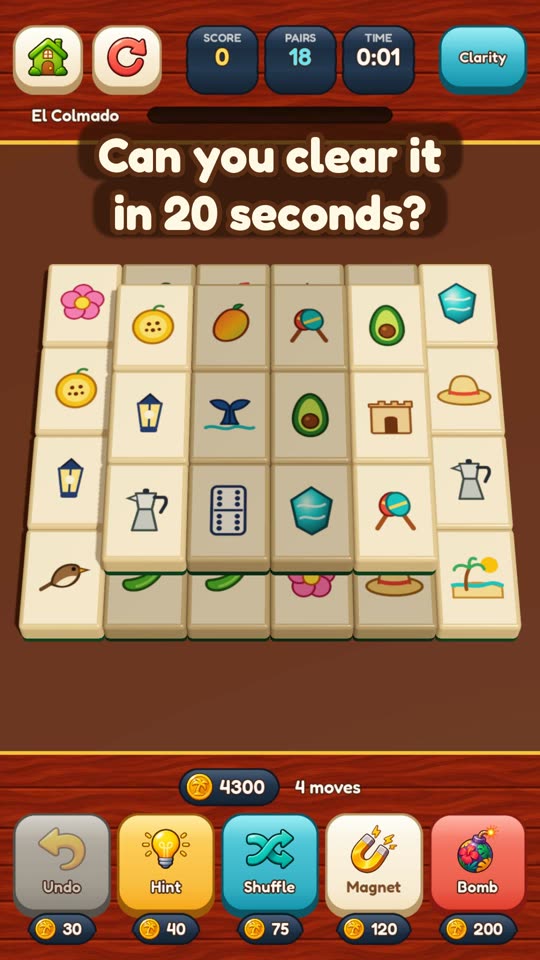 SCORE
0
PAIRS
18
TIME
0:01
Clarity
El Colmado
Can you clear it
in 20 seconds?
4300
4 moves
Undo
Hint
Shuffle
Magnet
Bomb
30
40
75
120
200